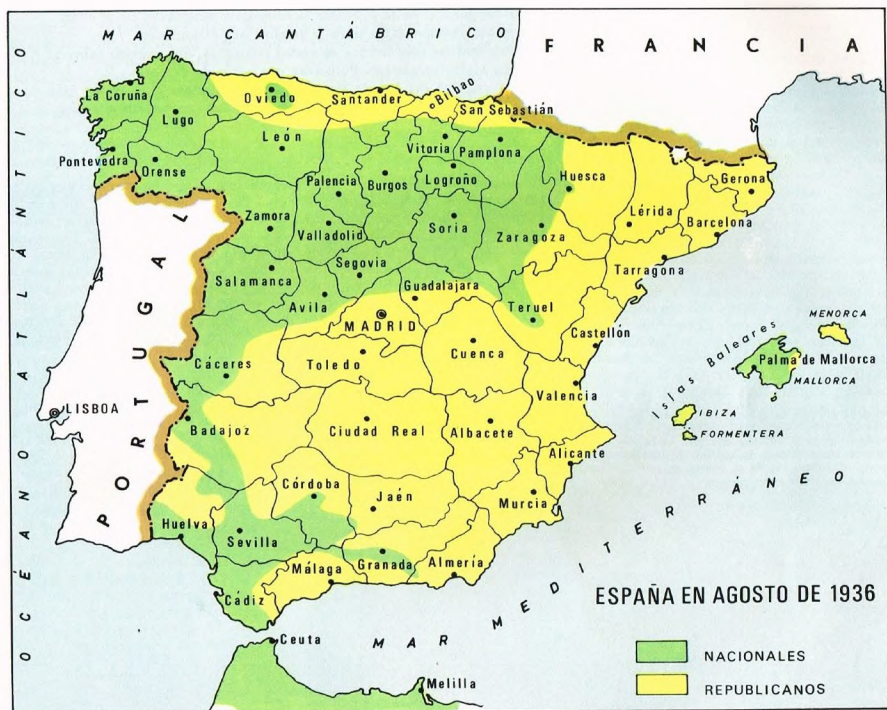 MAR CANTÁBRICO
FRANCIA
OCÉANO ATLÁNTICO
La Coruña
Lugo
Oviedo
Santander
Bilbao
San Sebastián
Pontevedra
Orense
León
Vitoria
Pamplona
Palencia
Burgos
Logroño
Huesca
Gerona
Lérida
Barcelona
Zamora
Valladolid
Soria
Zaragoza
Tarragona
Segovia
Salamanca
Avila
Guadalajara
Teruel
MADRID
Castellón
MENORCA
Islas Baleares
Palma de Mallorca
MALLORCA
Cáceres
Toledo
Cuenca
Valencia
IBIZA
FORMENTERA
PORTUGAL
LISBOA
Badajoz
Ciudad Real
Albacete
Alicante
Córdoba
Jaén
Murcia
Huelva
Sevilla
Granada
Almería
Málaga
Cádiz
Ceuta
Melilla
MAR MEDITERRÁNEO
ESPAÑA EN AGOSTO DE 1936
NACIONALES
REPUBLICANOS